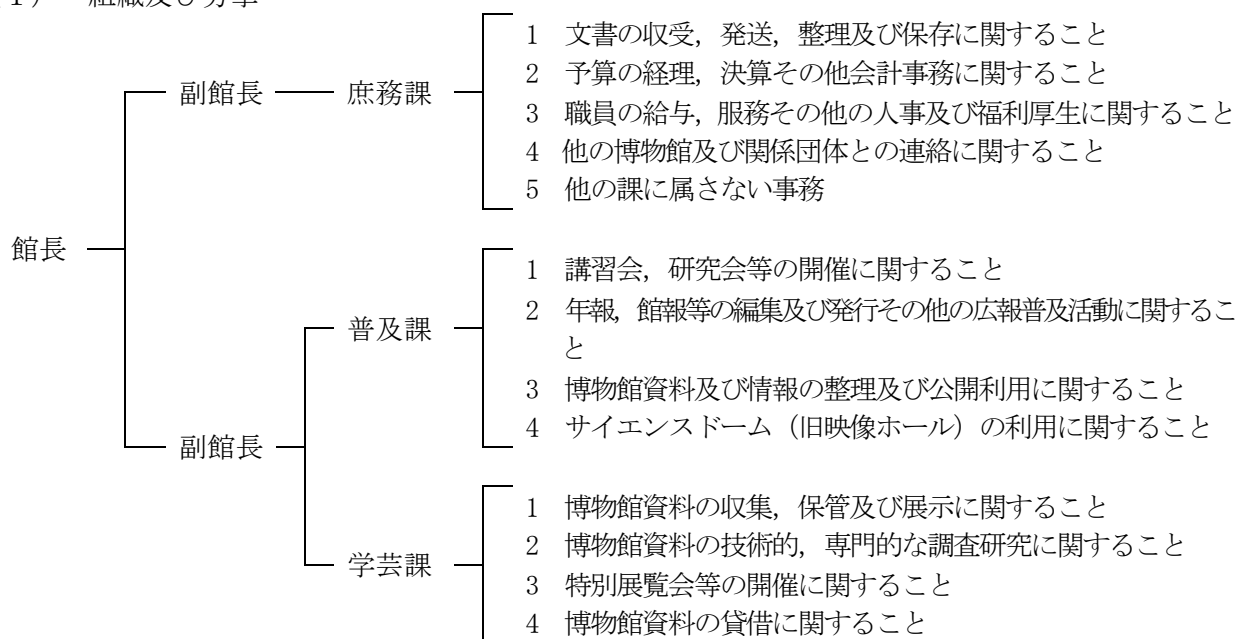 組織及び分掌
1 文書の収受，発送，整理及び保存に関すること
2 予算の経理，決算その他会計事務に関すること
副館長
庶務課
3 職員の給与，服務その他の人事及び福利厚生に関すること
4 他の博物館及び関係団体との連絡に関すること
5 他の課に属さない事務
館長
1 講習会，研究会等の開催に関すること
2 年報，館報等の編集及び発行その他の広報普及活動に関するこ
と
普及課
3 博物館資料及び情報の整理及び公開利用に関すること
4 サイエンスドーム（旧映像ホール）の利用に関すること
副館長
1 博物館資料の収集，保管及び展示に関すること
2 博物館資料の技術的，専門的な調査研究に関すること
学芸課
3 特別展覧会等の開催に関すること
4 博物館資料の貸借に関すること